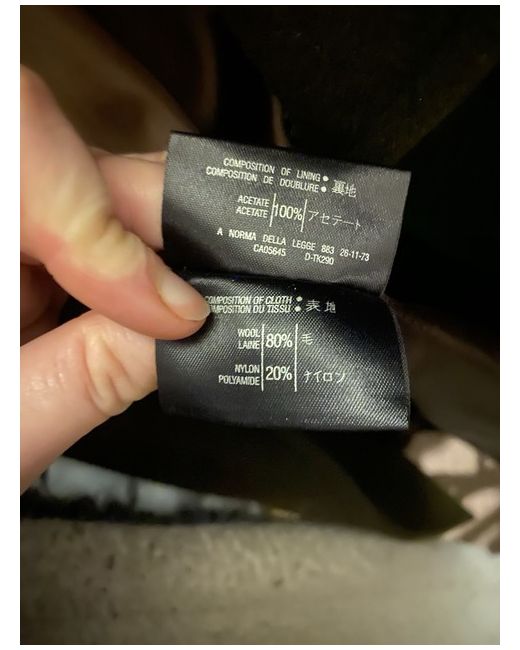 COMPOSITION OF LINING •
COMPOSITION DE DOUBLURE • 裏地
ACETATE
ACETATE 100% アセテート
A NORMA DELLA LEGGE 883 26-11-73
CA05645 D-TK290
COMPOSITION OF CLOTH •
COMPOSITION DU TISSU • 表地
WOOL
LAINE 80% 毛
NYLON
POLYAMIDE 20% ナイロン